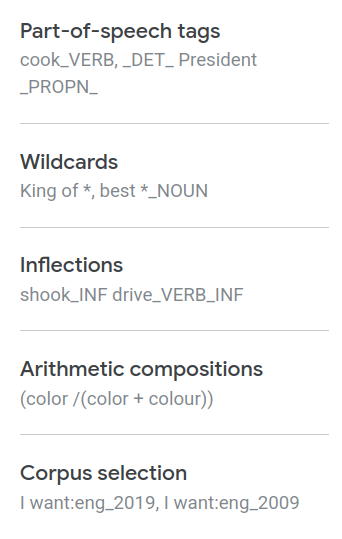 Part-of-speech tags
cook_VERB, _DET_ President
_PROPN_
Wildcards
King of *, best *_NOUN
Inflections
shook_INF drive_VERB_INF
Arithmetic compositions
(color /(color + colour))
Corpus selection
I want:eng_2019, I want:eng_2009